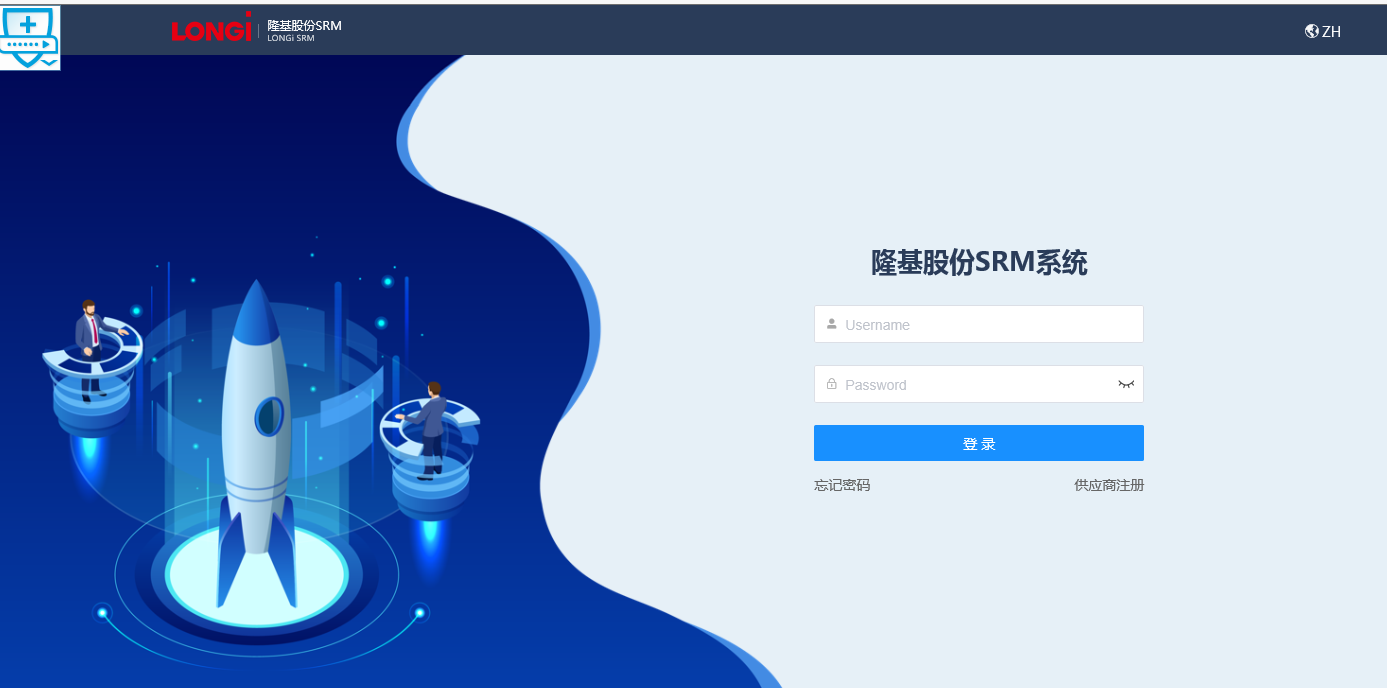 LONGi
隆基股份SRM
LONGi SRM
ZH
隆基股份SRM系统
Username
Password
登 录
忘记密码
供应商注册